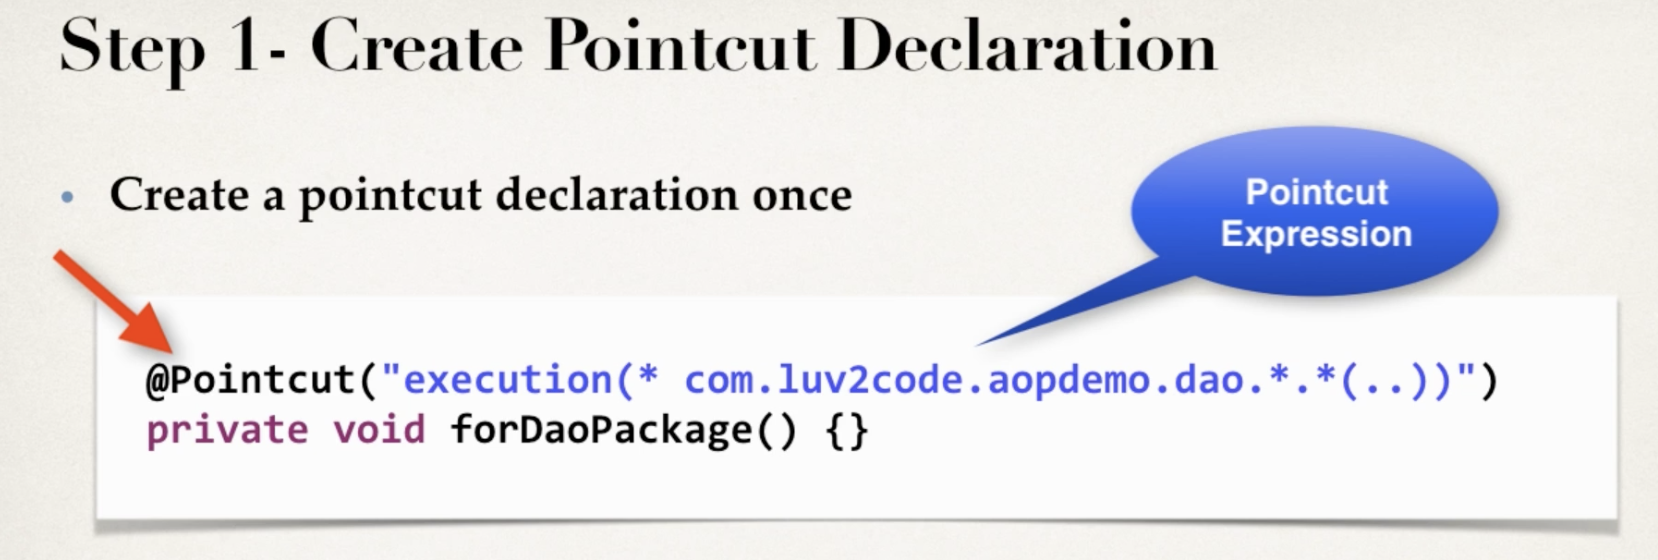 Step 1- Create Pointcut Declaration
• Create a pointcut declaration once
Pointcut
Expression
@Pointcut("execution(* com.luv2code.aopdemo.dao.*.*(..))")
private void forDaoPackage() {}